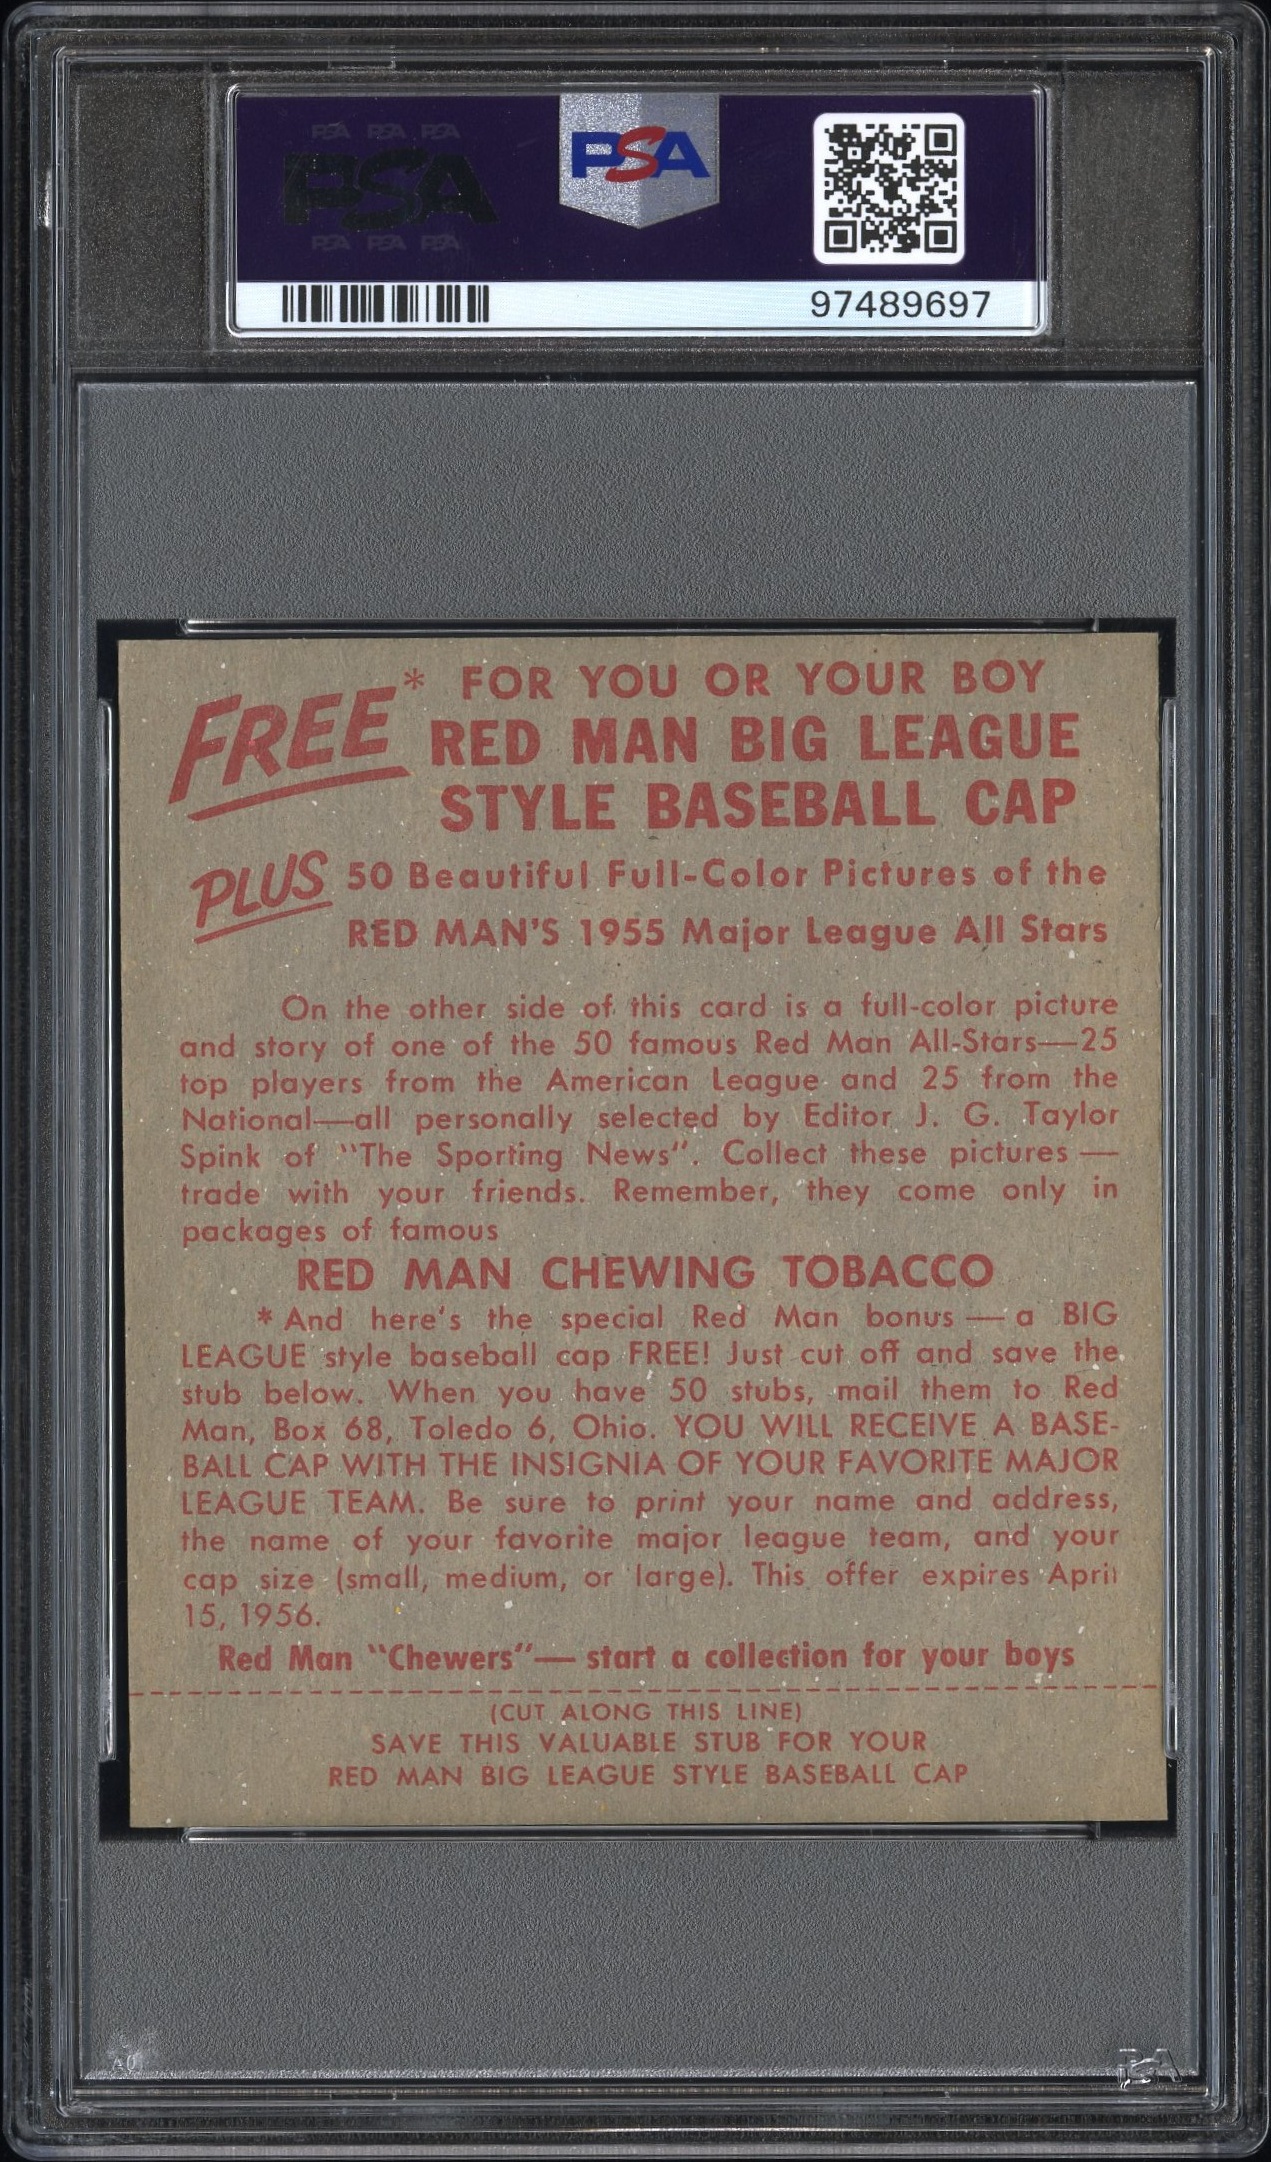 PSA PSA PSA
PSA
PSA PSA PSA
PSA
97489697
FREE* FOR YOU OR YOUR BOY
RED MAN BIG LEAGUE
STYLE BASEBALL CAP
PLUS 50 Beautiful Full-Color Pictures of the
RED MAN'S 1955 Major League All Stars
On the other side of this card is a full-color picture
and story of one of the 50 famous Red Man All-Stars—25
top players from the American League and 25 from the
National—all personally selected by Editor J. G. Taylor
Spink of "The Sporting News". Collect these pictures —
trade with your friends. Remember, they come only in
packages of famous
RED MAN CHEWING TOBACCO
* And here's the special Red Man bonus — a BIG
LEAGUE style baseball cap FREE! Just cut off and save the
stub below. When you have 50 stubs, mail them to Red
Man, Box 68, Toledo 6, Ohio. YOU WILL RECEIVE A BASE-
BALL CAP WITH THE INSIGNIA OF YOUR FAVORITE MAJOR
LEAGUE TEAM. Be sure to print your name and address,
the name of your favorite major league team, and your
cap size (small, medium, or large). This offer expires April
15, 1956.
Red Man "Chewers"— start a collection for your boys
(CUT ALONG THIS LINE)
SAVE THIS VALUABLE STUB FOR YOUR
RED MAN BIG LEAGUE STYLE BASEBALL CAP